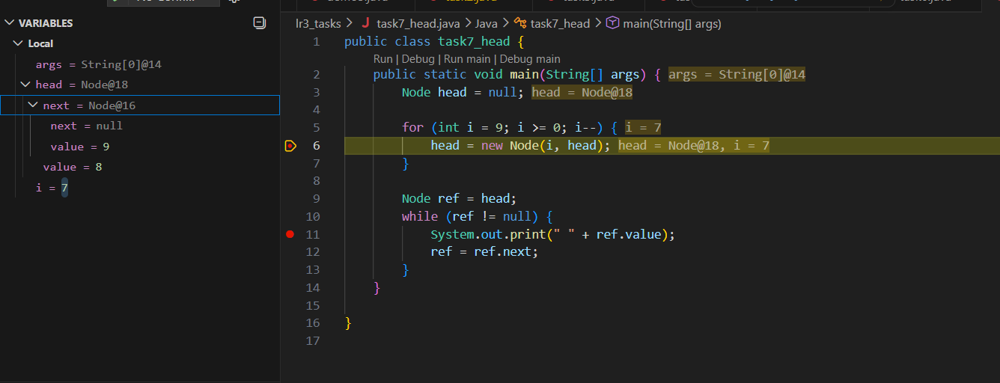 VARIABLES
Local
args = String[0]@14
head = Node@18
next = Node@16
next = null
value = 9
value = 8
i = 7
lr3_tasks > J task7_head.java > Java > task7_head > main(String[] args)
1 public class task7_head {
Run | Debug | Run main | Debug main
2 public static void main(String[] args) { args = String[0]@14
3 Node head = null; head = Node@18
4
5 for (int i = 9; i >= 0; i--) { i = 7
6 head = new Node(i, head); head = Node@18, i = 7
7 }
8
9 Node ref = head;
10 while (ref != null) {
11 System.out.print(" " + ref.value);
12 ref = ref.next;
13 }
14 }
15
16 }
17